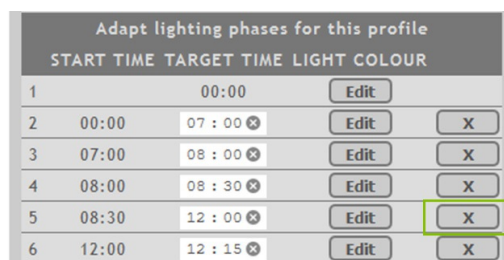 Adapt lighting phases for this profile
START TIME TARGET TIME LIGHT COLOUR
1 00:00 Edit
2 00:00 07 : 00 Edit X
3 07:00 08 : 00 Edit X
4 08:00 08 : 30 Edit X
5 08:30 12 : 00 Edit X
6 12:00 12 : 15 Edit X